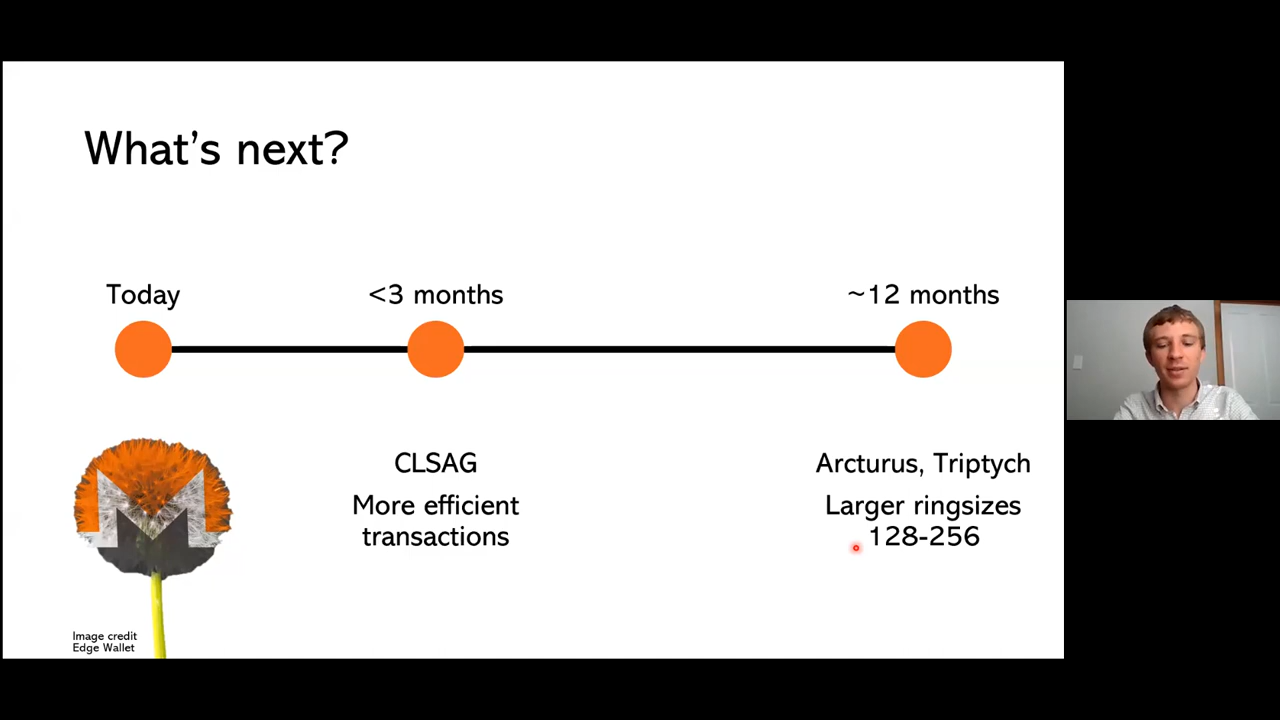 What's next?
Today
<3 months
~12 months
CLSAG
More efficient
transactions
Arcturus, Triptych
Larger ringsizes
128-256
Image credit
Edge Wallet